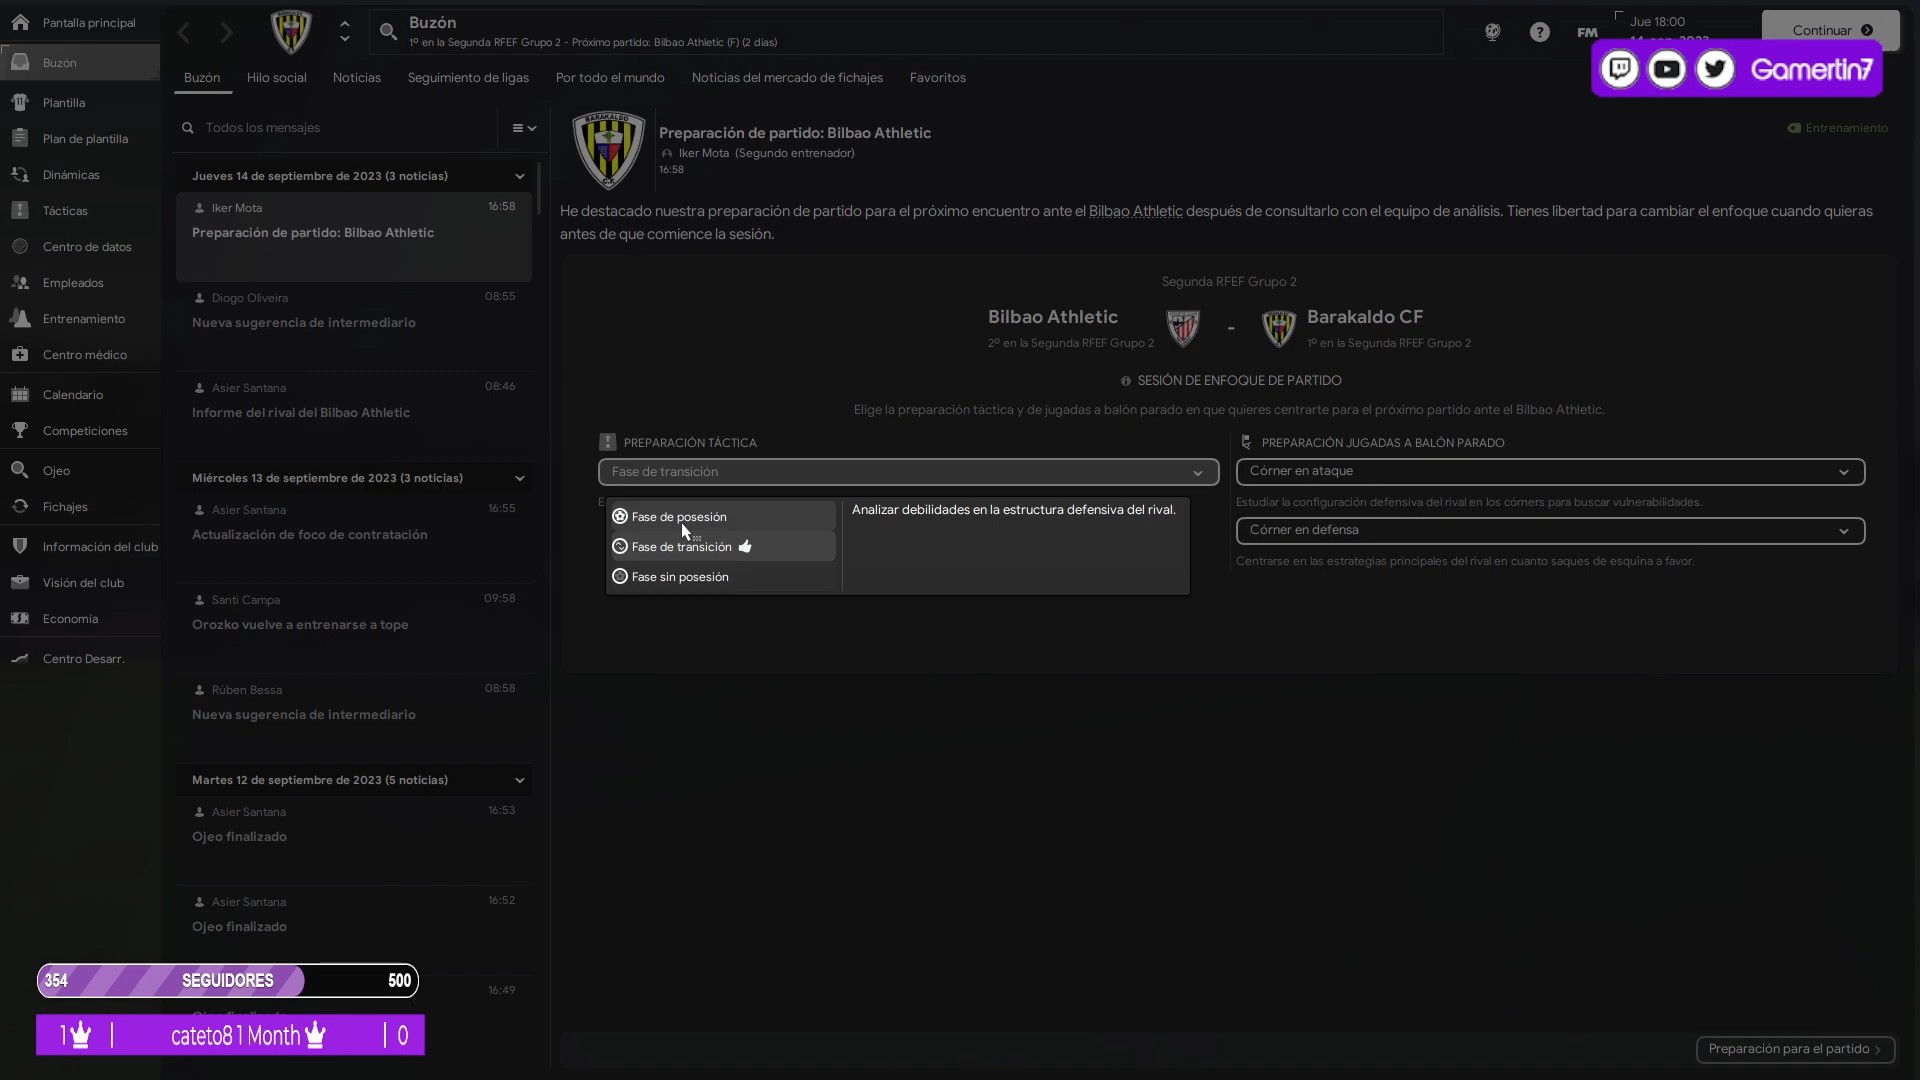 Pantalla principal
Buzón
Plantilla
Plan de plantilla
Dinámicas
Tácticas
Centro de datos
Empleados
Entrenamiento
Centro médico
Calendario
Competiciones
Ojeo
Fichajes
Información del club
Visión del club
Economía
Centro Desarr.
Buzón
1º en la Segunda RFEF Grupo 2 - Próximo partido: Bilbao Athletic (F) (2 días)
FM
Jue 18:00
Continuar
Gamertin7
Buzón Hilo social Noticias Seguimiento de ligas Por todo el mundo Noticias del mercado de fichajes Favoritos
Todos los mensajes
Jueves 14 de septiembre de 2023 (3 noticias)
Iker Mota 16:58
Preparación de partido: Bilbao Athletic
Diogo Oliveira 08:55
Nueva sugerencia de intermediario
Asier Santana 08:46
Informe del rival del Bilbao Athletic
Miércoles 13 de septiembre de 2023 (3 noticias)
Asier Santana 16:55
Actualización de foco de contratación
Santi Campa 09:58
Orozko vuelve a entrenarse a tope
Rúben Bessa 08:58
Nueva sugerencia de intermediario
Martes 12 de septiembre de 2023 (5 noticias)
Asier Santana 16:53
Ojeo finalizado
Asier Santana 16:52
Ojeo finalizado
16:49
354 SEGUIDORES 500
1 cateto8 1 Month 0
Preparación de partido: Bilbao Athletic
Iker Mota (Segundo entrenador)
16:58
Entrenamiento
He destacado nuestra preparación de partido para el próximo encuentro ante el Bilbao Athletic después de consultarlo con el equipo de análisis. Tienes libertad para cambiar el enfoque cuando quieras
antes de que comience la sesión.
Segunda RFEF Grupo 2
Bilbao Athletic - Barakaldo CF
2º en la Segunda RFEF Grupo 2 1º en la Segunda RFEF Grupo 2
SESIÓN DE ENFOQUE DE PARTIDO
Elige la preparación táctica y de jugadas a balón parado en que quieres centrarte para el próximo partido ante el Bilbao Athletic.
PREPARACIÓN TÁCTICA
Fase de transición
Fase de posesión
Fase de transición
Fase sin posesión
Analizar debilidades en la estructura defensiva del rival.
PREPARACIÓN JUGADAS A BALÓN PARADO
Córner en ataque
Estudiar la configuración defensiva del rival en los córners para buscar vulnerabilidades.
Córner en defensa
Centrarse en las estrategias principales del rival en cuanto saques de esquina a favor.
Preparación para el partido